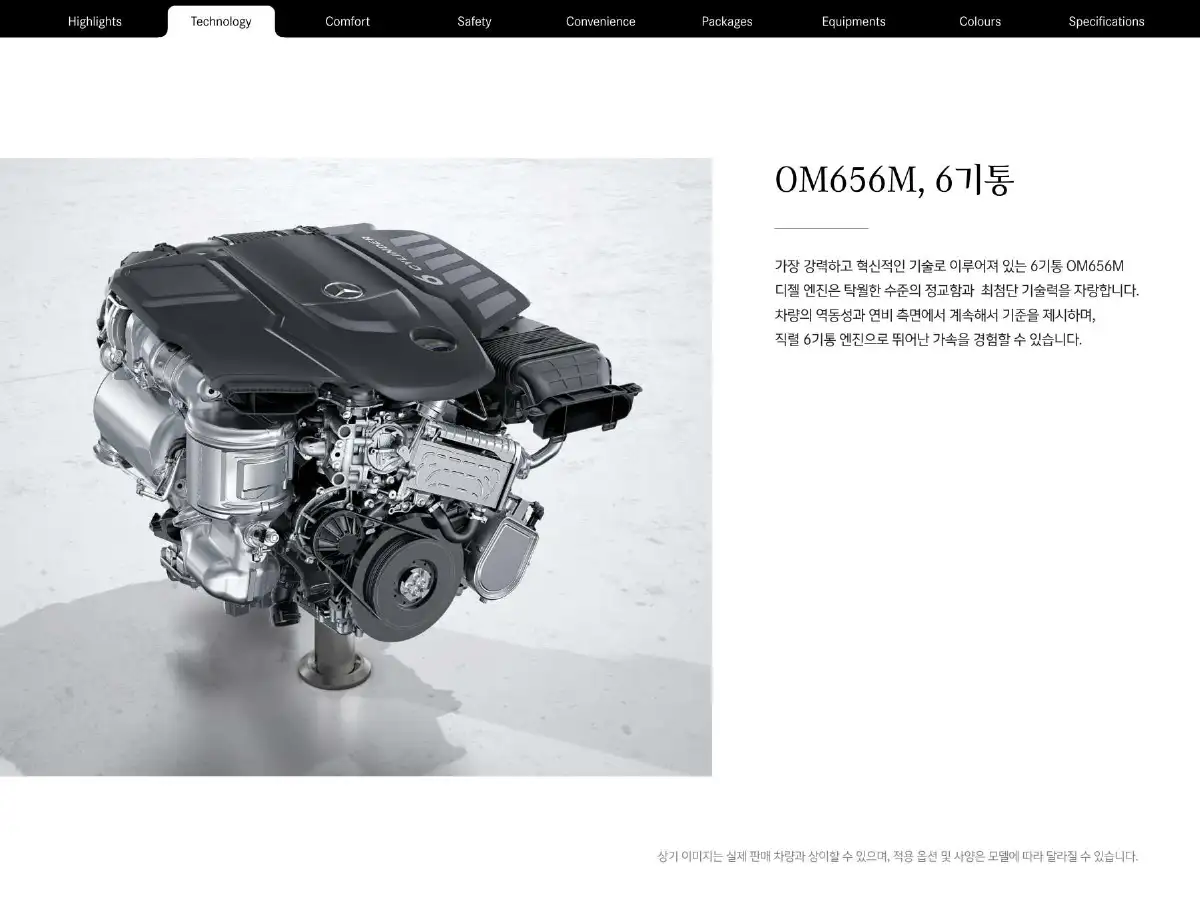 Highlights
Technology
Comfort
Safety
Convenience
Packages
Equipments
Colours
Specifications
OM656M, 6기통
가장 강력하고 혁신적인 기술로 이루어져 있는 6기통 OM656M
디젤 엔진은 탁월한 수준의 정교함과 최첨단 기술력을 자랑합니다.
차량의 역동성과 연비 측면에서 계속해서 기준을 제시하며,
직렬 6기통 엔진으로 뛰어난 가속을 경험할 수 있습니다.
6 CYLINDER
상기 이미지는 실제 판매 차량과 상이할 수 있으며, 적용 옵션 및 사양은 모델에 따라 달라질 수 있습니다.